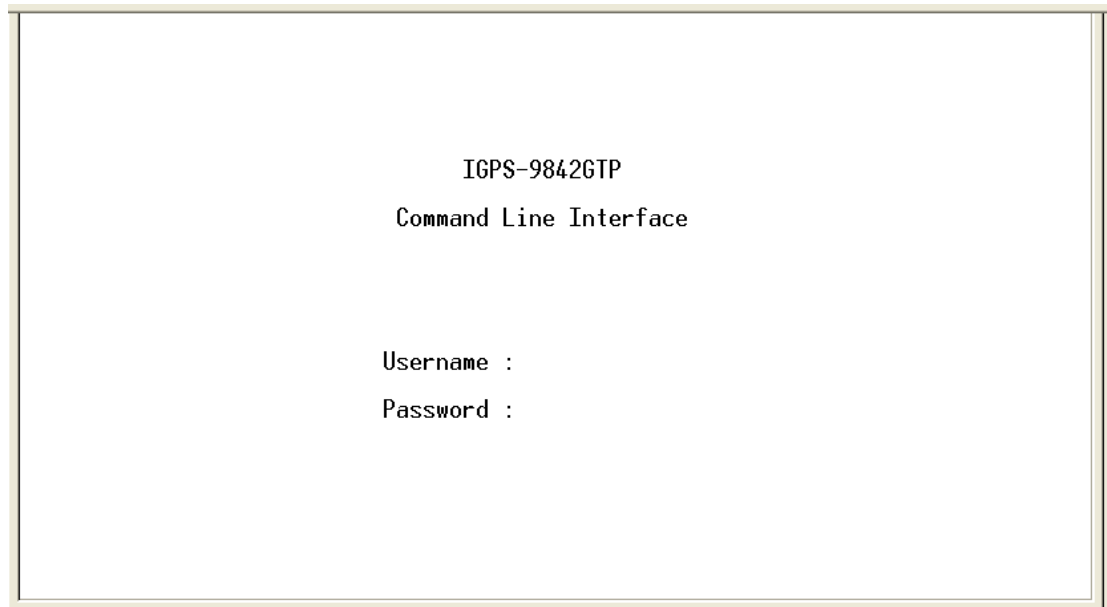 IGPS-9842GTP
Command Line Interface
Username :
Password :